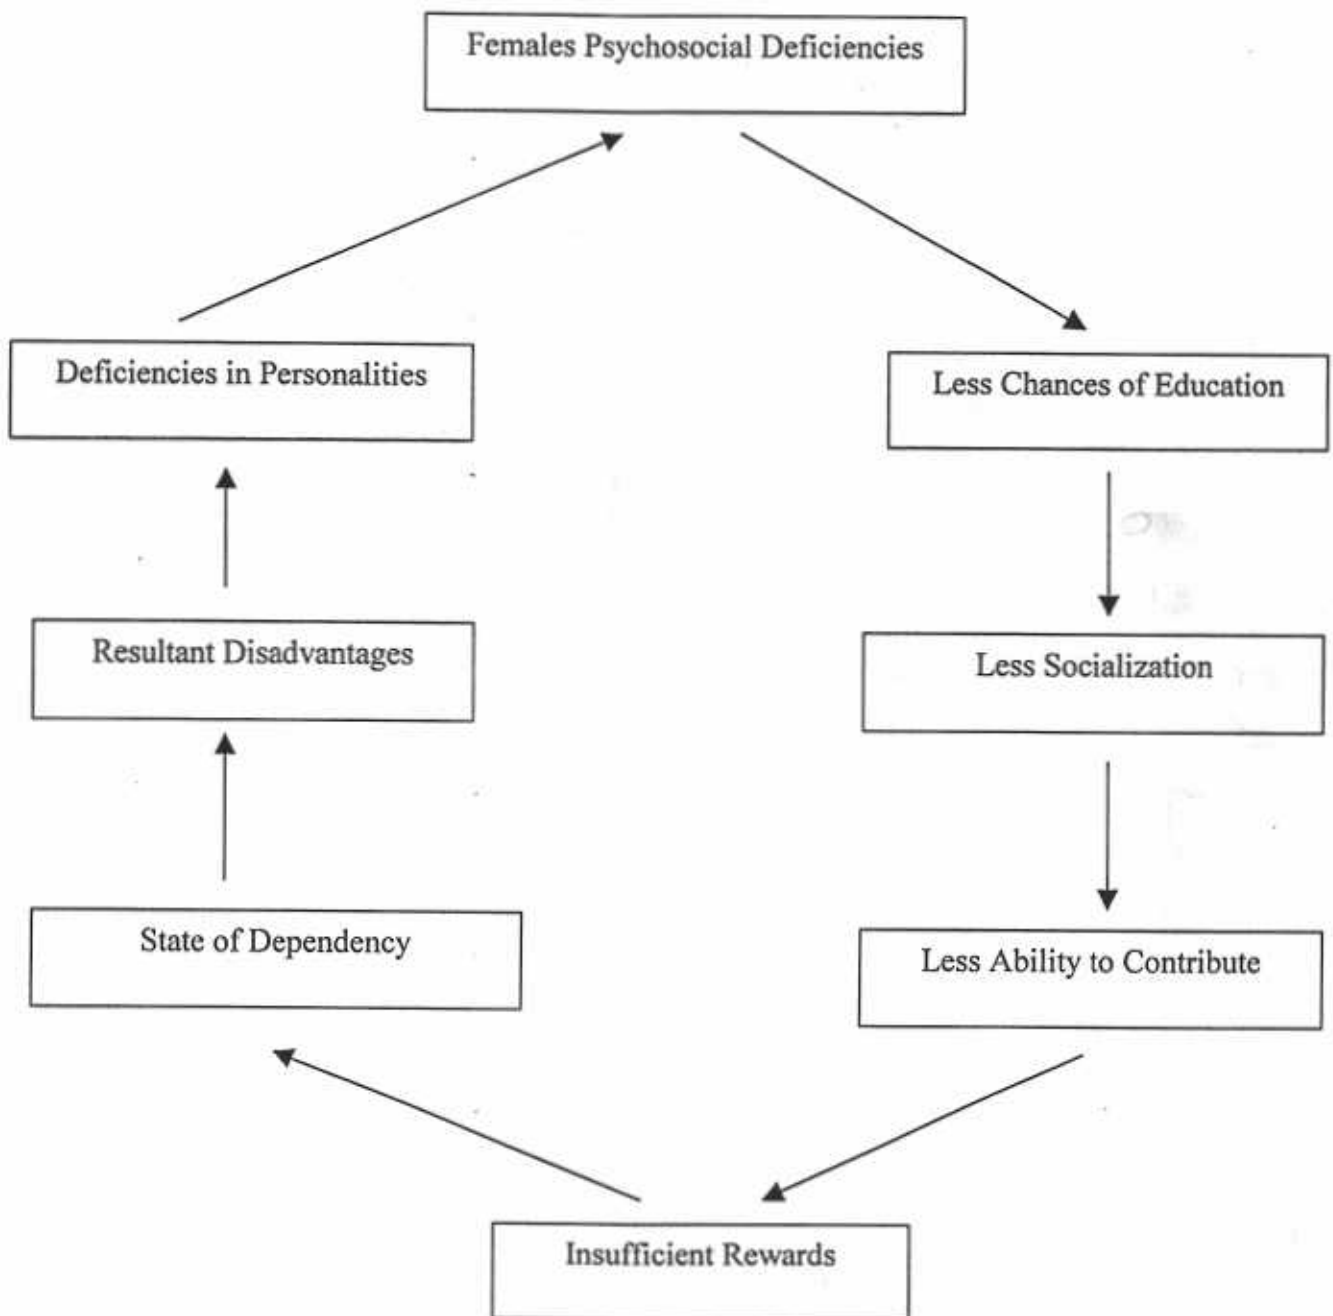 Females Psychosocial Deficiencies
Deficiencies in Personalities
Less Chances of Education
Resultant Disadvantages
Less Socialization
State of Dependency
Less Ability to Contribute
Insufficient Rewards